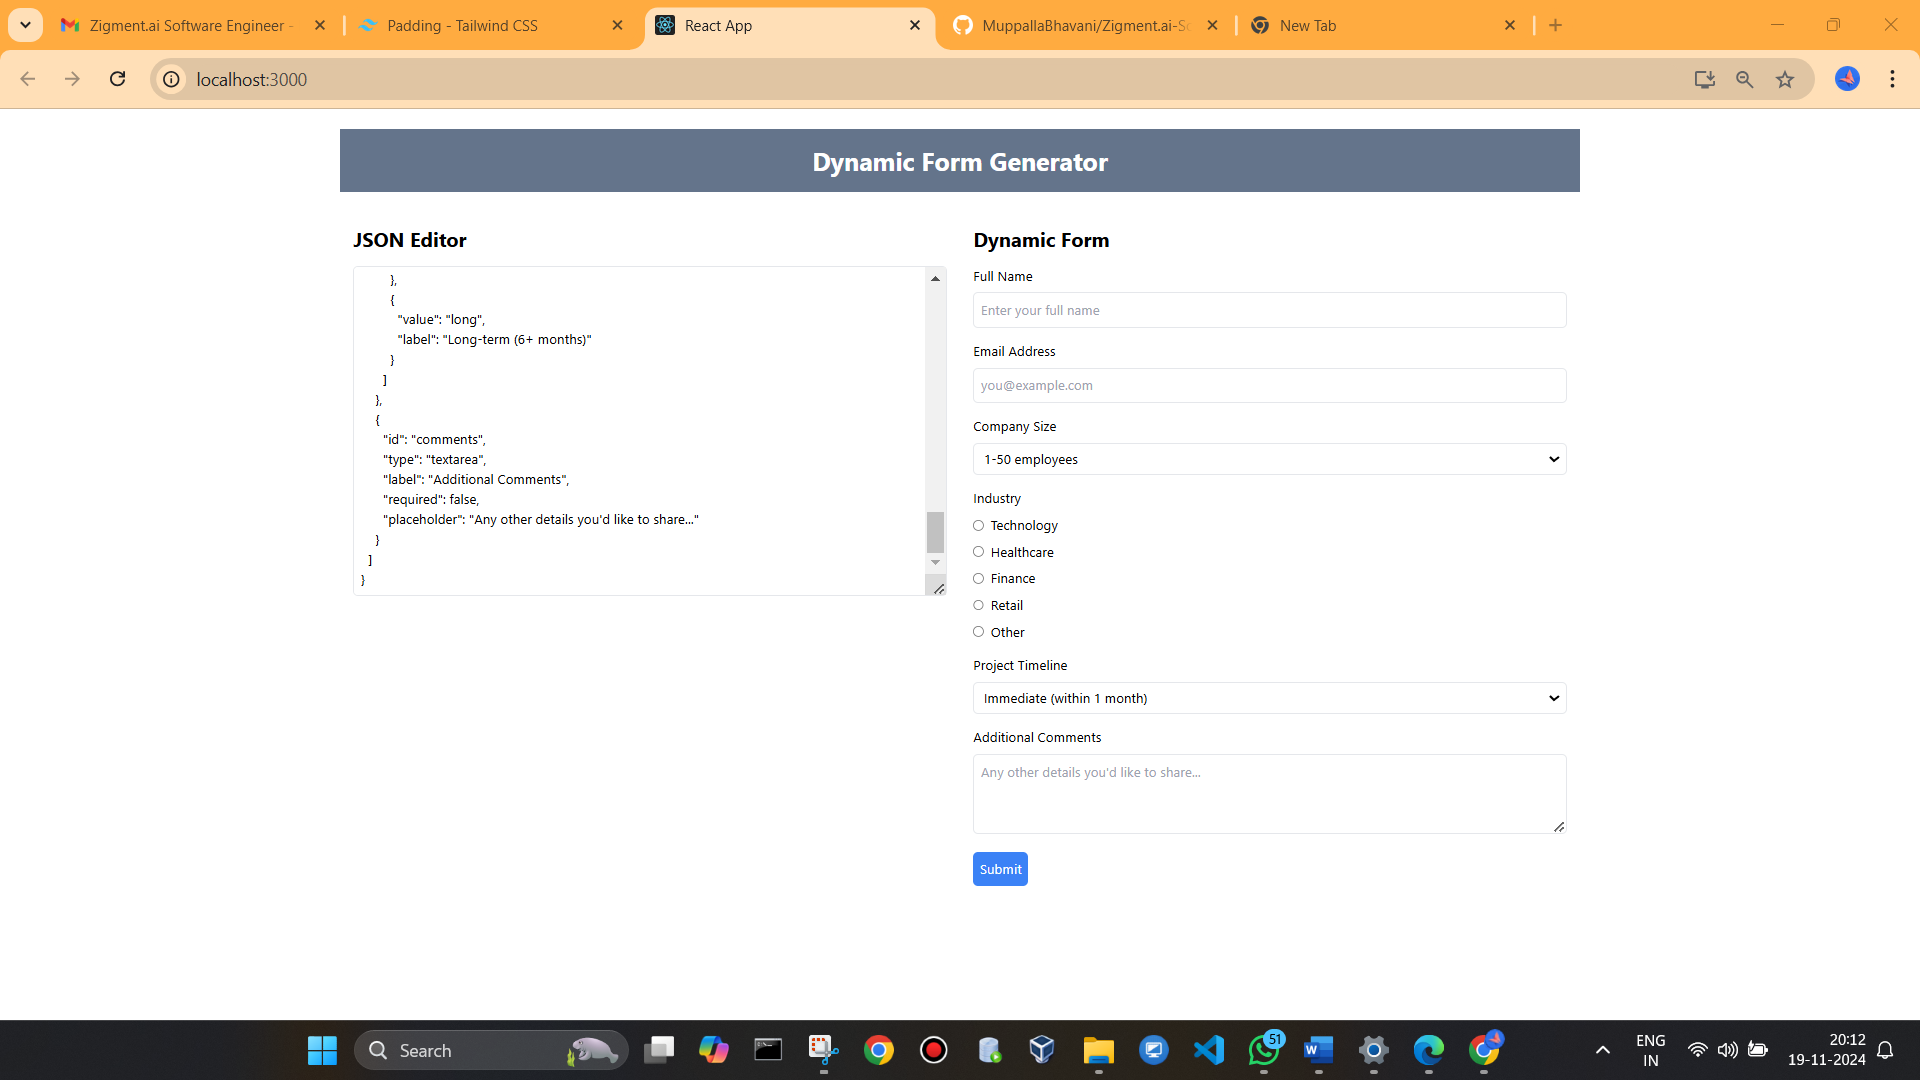 Zigment.ai Software Engineer -
Padding - Tailwind CSS
React App
MuppallaBhavani/Zigment.ai-So
New Tab
localhost:3000
Dynamic Form Generator
JSON Editor
},
{
"value": "long",
"label": "Long-term (6+ months)"
}
]
},
{
"id": "comments",
"type": "textarea",
"label": "Additional Comments",
"required": false,
"placeholder": "Any other details you'd like to share..."
}
]
}
Dynamic Form
Full Name
Enter your full name
Email Address
you@example.com
Company Size
1-50 employees
Industry
Technology
Healthcare
Finance
Retail
Other
Project Timeline
Immediate (within 1 month)
Additional Comments
Any other details you'd like to share...
Submit
Search
51
ENG
IN
20:12
19-11-2024